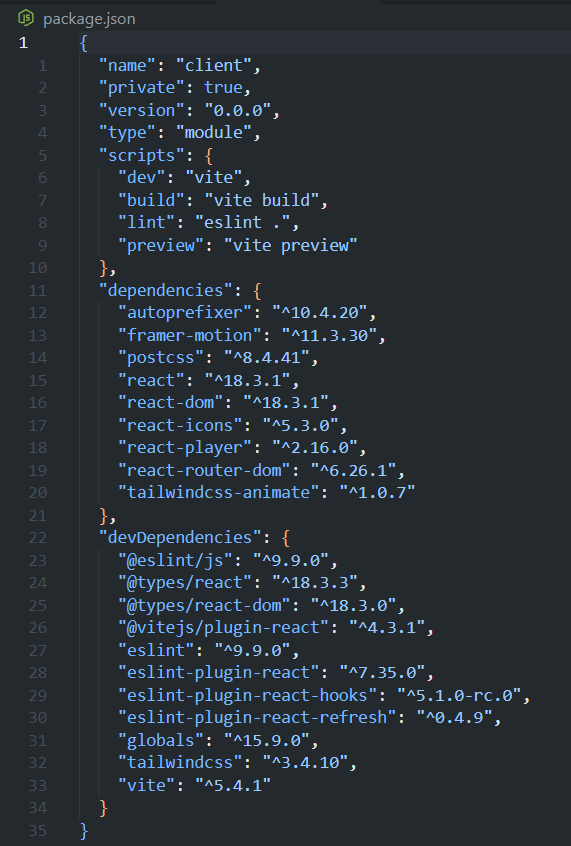 package.json
1 {
1 "name": "client",
2 "private": true,
3 "version": "0.0.0",
4 "type": "module",
5 "scripts": {
6 "dev": "vite",
7 "build": "vite build",
8 "lint": "eslint .",
9 "preview": "vite preview"
10 },
11 "dependencies": {
12 "autoprefixer": "^10.4.20",
13 "framer-motion": "^11.3.30",
14 "postcss": "^8.4.41",
15 "react": "^18.3.1",
16 "react-dom": "^18.3.1",
17 "react-icons": "^5.3.0",
18 "react-player": "^2.16.0",
19 "react-router-dom": "^6.26.1",
20 "tailwindcss-animate": "^1.0.7"
21 },
22 "devDependencies": {
23 "@eslint/js": "^9.9.0",
24 "@types/react": "^18.3.3",
25 "@types/react-dom": "^18.3.0",
26 "@vitejs/plugin-react": "^4.3.1",
27 "eslint": "^9.9.0",
28 "eslint-plugin-react": "^7.35.0",
29 "eslint-plugin-react-hooks": "^5.1.0-rc.0",
30 "eslint-plugin-react-refresh": "^0.4.9",
31 "globals": "^15.9.0",
32 "tailwindcss": "^3.4.10",
33 "vite": "^5.4.1"
34 }
35 }